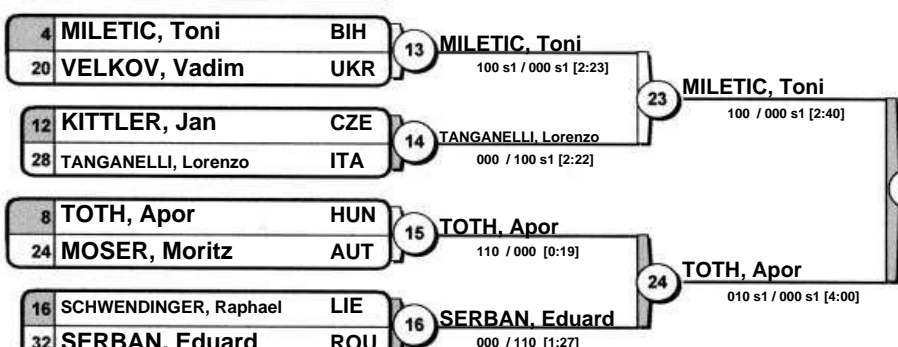 4 MILETIC, Toni BIH
20 VELKOV, Vadim UKR
13
MILETIC, Toni
100 s1 / 000 s1 [2:23]
12 KITTLER, Jan CZE
28 TANGANELLI, Lorenzo ITA
14
TANGANELLI, Lorenzo
000 / 100 s1 [2:22]
23
MILETIC, Toni
100 / 000 s1 [2:40]
8 TOTH, Apor HUN
24 MOSER, Moritz AUT
15
TOTH, Apor
110 / 000 [0:19]
16 SCHWENDINGER, Raphael LIE
32 SERBAN, Eduard ROU
16
SERBAN, Eduard
000 / 110 [1:27]
24
TOTH, Apor
010 s1 / 000 s1 [4:00]